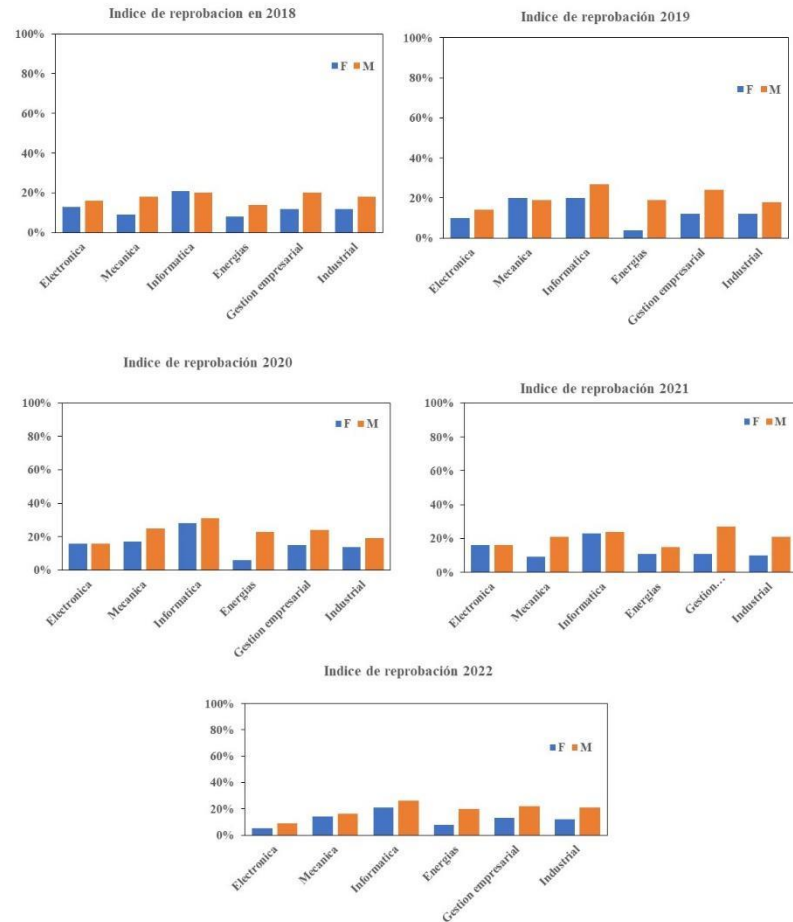 Indice de reprobacion en 2018
100%
80%
60%
40%
20%
0%
F M
Electronica
Mecanica
Informatica
Energias
Gestion empresarial
Industrial
Indice de reprobación 2019
100%
80%
60%
40%
20%
0%
F M
Electronica
Mecanica
Informatica
Energias
Gestion empresarial
Industrial
Indice de reprobación 2020
100%
80%
60%
40%
20%
0%
F M
Electronica
Mecanica
Informatica
Energias
Gestion empresarial
Industrial
Indice de reprobación 2021
100%
80%
60%
40%
20%
0%
F M
Electronica
Mecanica
Informatica
Energias
Gestion…
Industrial
Indice de reprobación 2022
100%
80%
60%
40%
20%
0%
F M
Electronica
Mecanica
Informatica
Energias
Gestion empresarial
Industrial